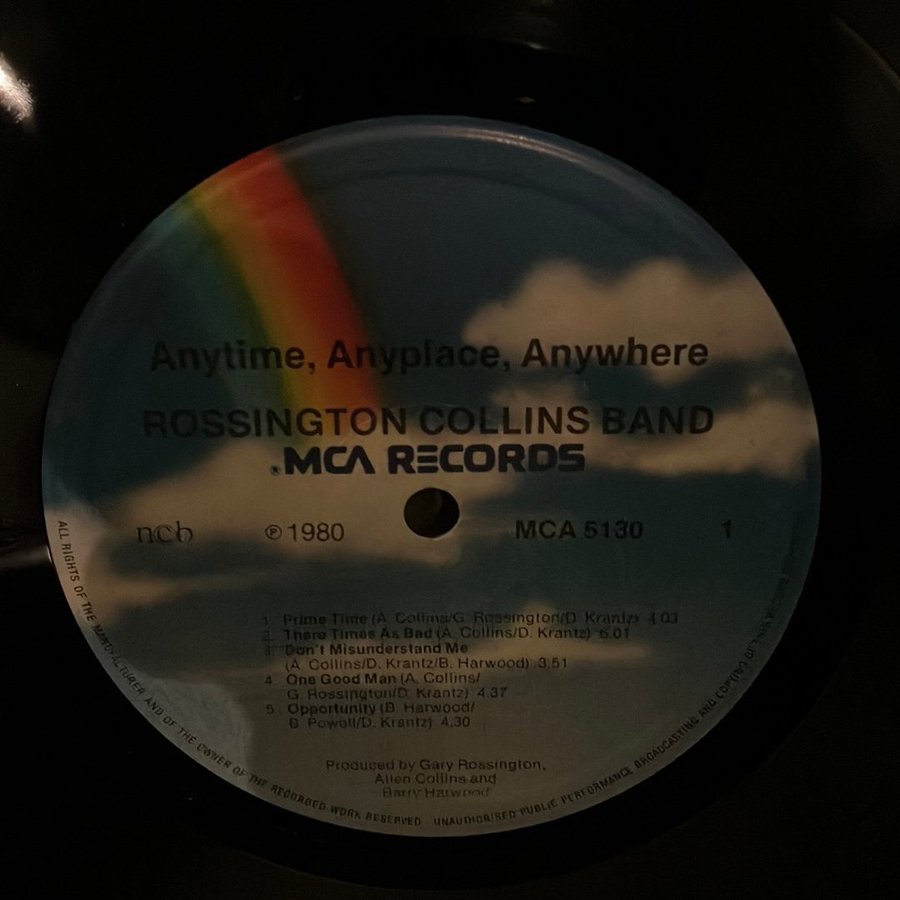 Anytime, Anyplace, Anywhere
ROSSINGTON COLLINS BAND
®MCA RECORDS
ncb ℗ 1980 MCA 5130 1
1. Prime Time (A. Collins/G. Rossington/D. Krantz) 4.03
2. Three Times As Bad (A. Collins/D. Krantz) 6.01
3. Don't Misunderstand Me
(A. Collins/D. Krantz/B. Harwood) 3.51
4. One Good Man (A. Collins/
G. Rossington/D. Krantz) 4.37
5. Opportunity (B. Harwood/
B. Powell/D. Krantz) 4.30
Produced by Gary Rossington,
Allen Collins and
Barry Harwood
ALL RIGHTS OF THE MANUFACTURER AND OF THE OWNER OF THE RECORDED WORK RESERVED. UNAUTHORISED PUBLIC PERFORMANCE BROADCASTING AND COPYING OF THIS RECORD